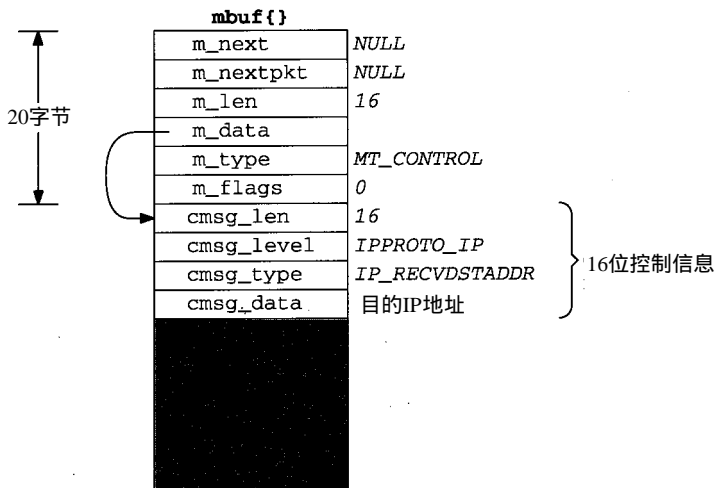 mbuf{}
m_next NULL
m_nextpkt NULL
m_len 16
20字节
m_data
m_type MT_CONTROL
m_flags 0
cmsg_len 16
cmsg_level IPPROTO_IP
16位控制信息
cmsg_type IP_RECVDSTADDR
cmsg_data 目的IP地址